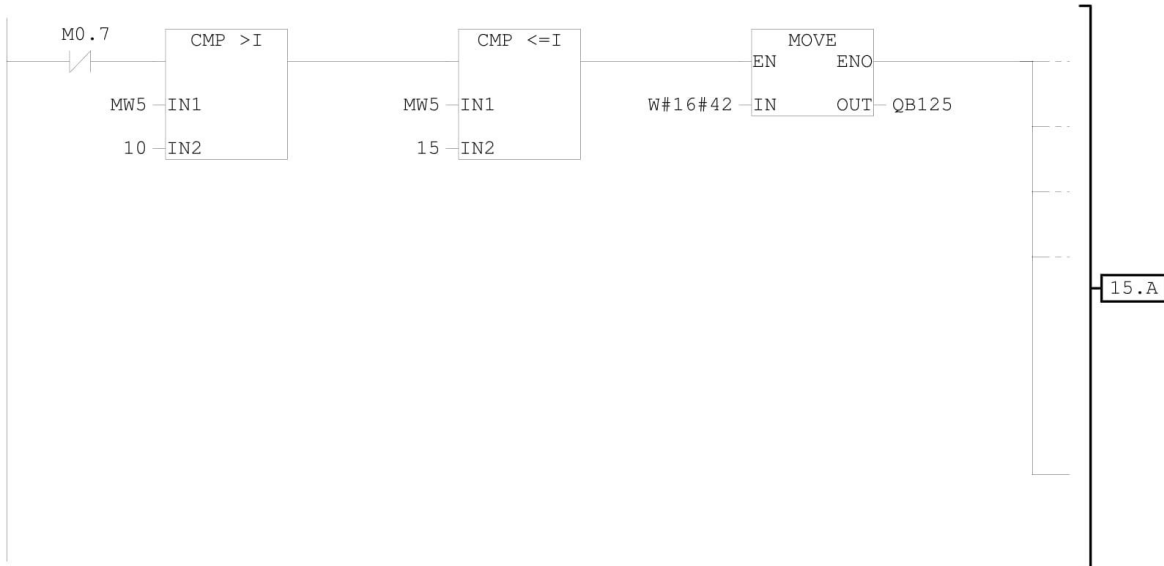 M0.7
CMP >I
CMP <=I
MOVE
EN ENO
MW5 IN1
MW5 IN1
W#16#42 IN OUT QB125
10 IN2
15 IN2
15.A